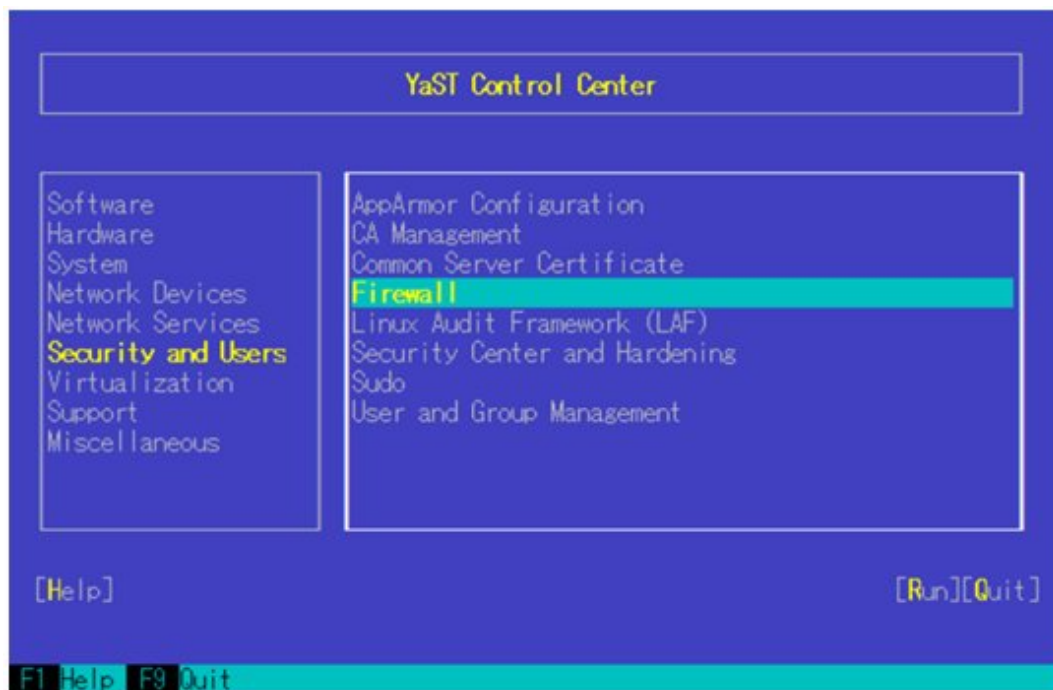 YaST Control Center
Software
Hardware
System
Network Devices
Network Services
Security and Users
Virtualization
Support
Miscellaneous
AppArmor Configuration
CA Management
Common Server Certificate
Firewall
Linux Audit Framework (LAF)
Security Center and Hardening
Sudo
User and Group Management
[Help]
[Run][Quit]
F1 Help F9 Quit